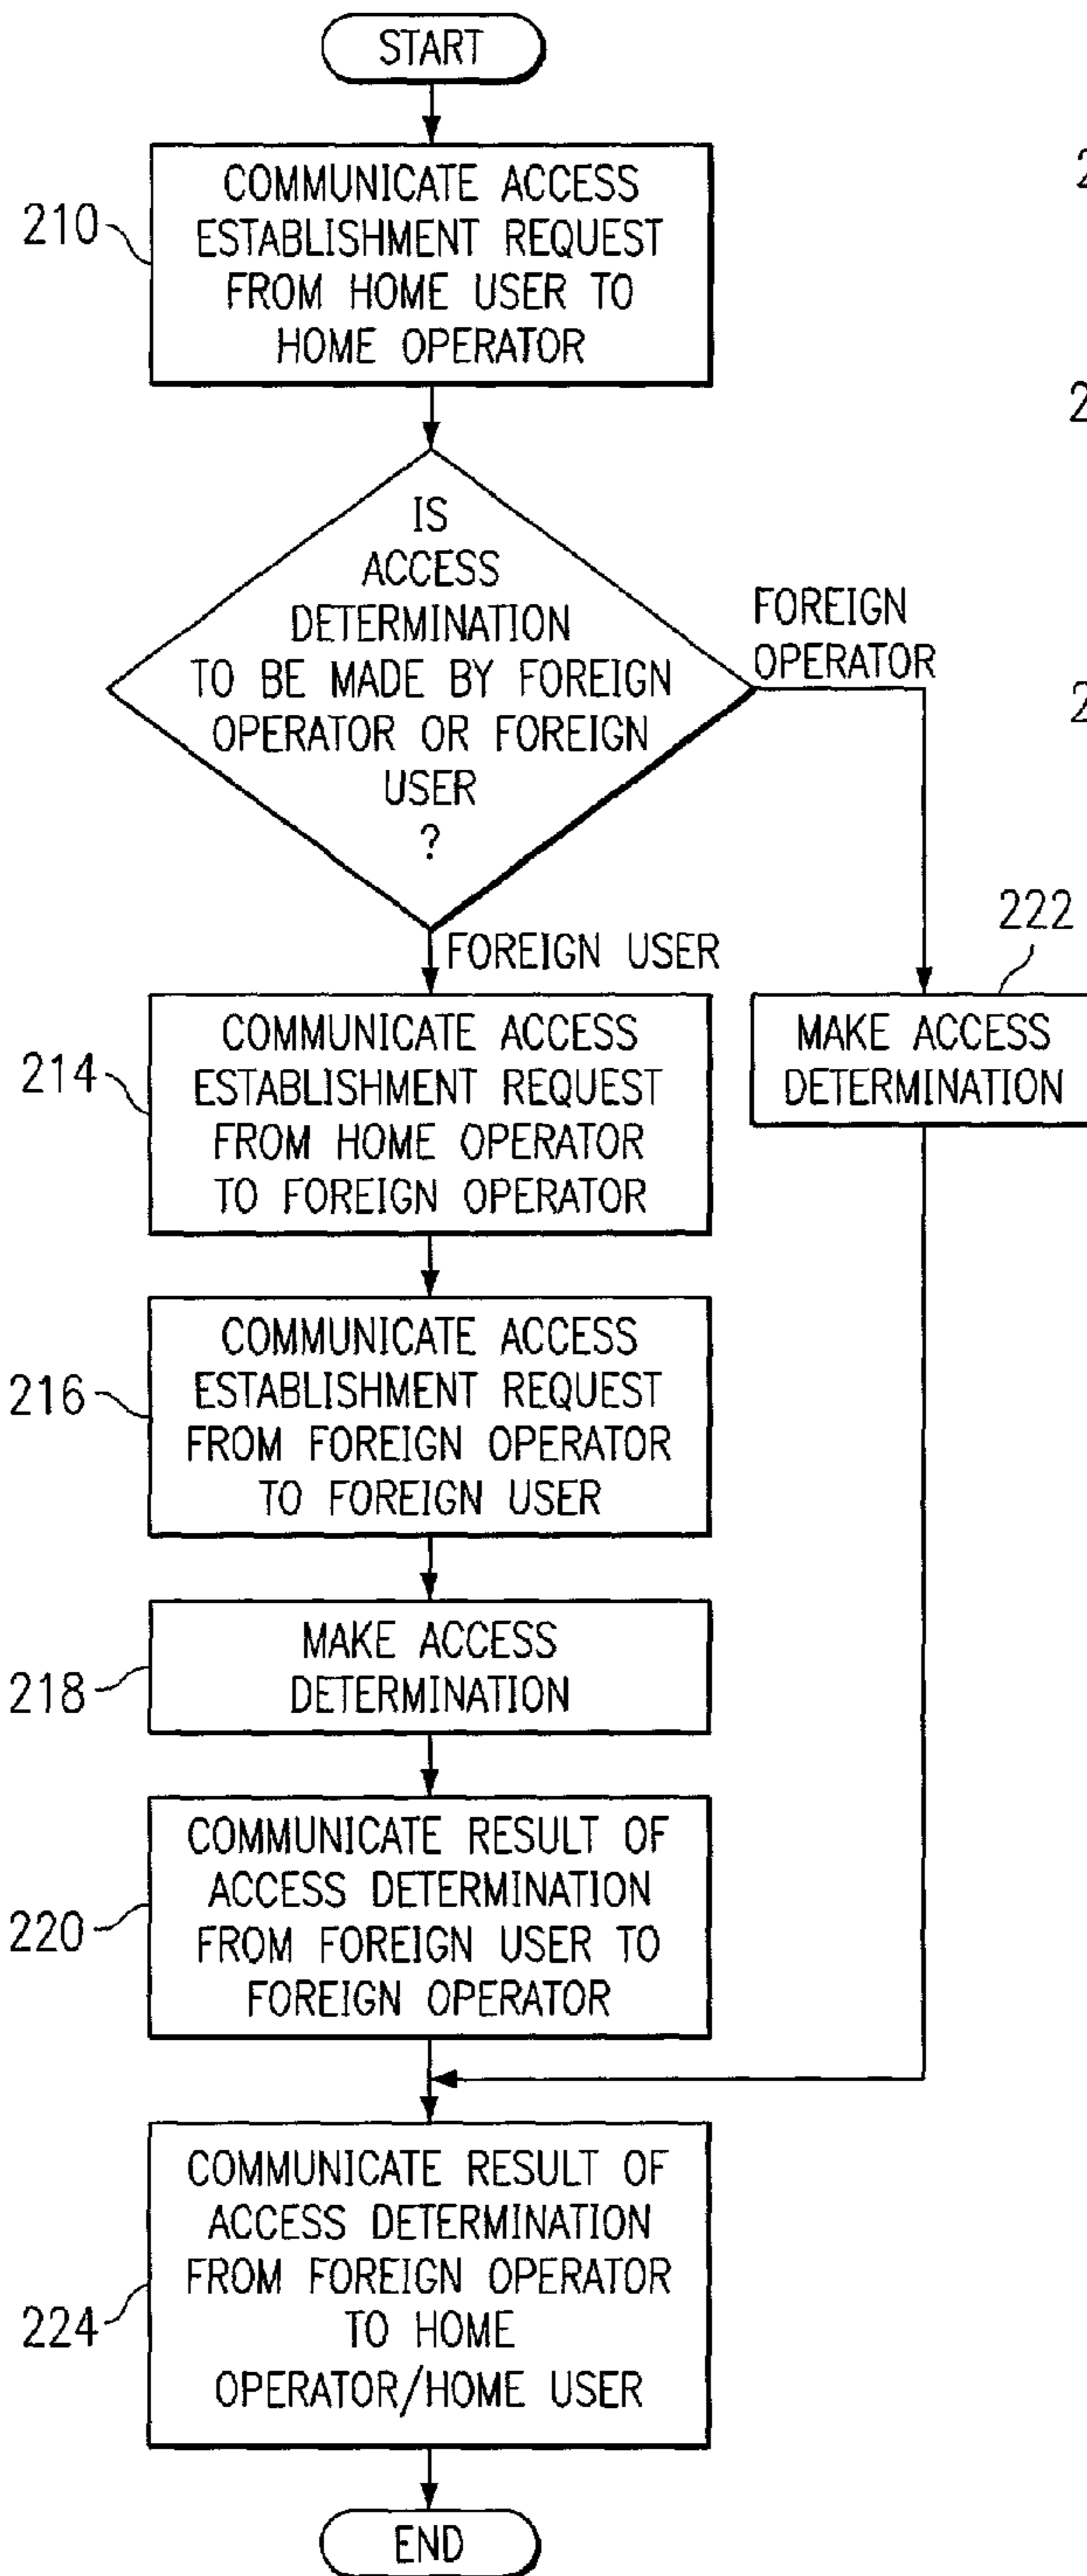 START
210
COMMUNICATE ACCESS
ESTABLISHMENT REQUEST
FROM HOME USER TO
HOME OPERATOR
IS
ACCESS
DETERMINATION
TO BE MADE BY FOREIGN
OPERATOR OR FOREIGN
USER
?
FOREIGN
OPERATOR
FOREIGN USER
222
MAKE ACCESS
DETERMINATION
214
COMMUNICATE ACCESS
ESTABLISHMENT REQUEST
FROM HOME OPERATOR
TO FOREIGN OPERATOR
216
COMMUNICATE ACCESS
ESTABLISHMENT REQUEST
FROM FOREIGN OPERATOR
TO FOREIGN USER
218
MAKE ACCESS
DETERMINATION
220
COMMUNICATE RESULT OF
ACCESS DETERMINATION
FROM FOREIGN USER TO
FOREIGN OPERATOR
224
COMMUNICATE RESULT OF
ACCESS DETERMINATION
FROM FOREIGN OPERATOR
TO HOME
OPERATOR/HOME USER
END